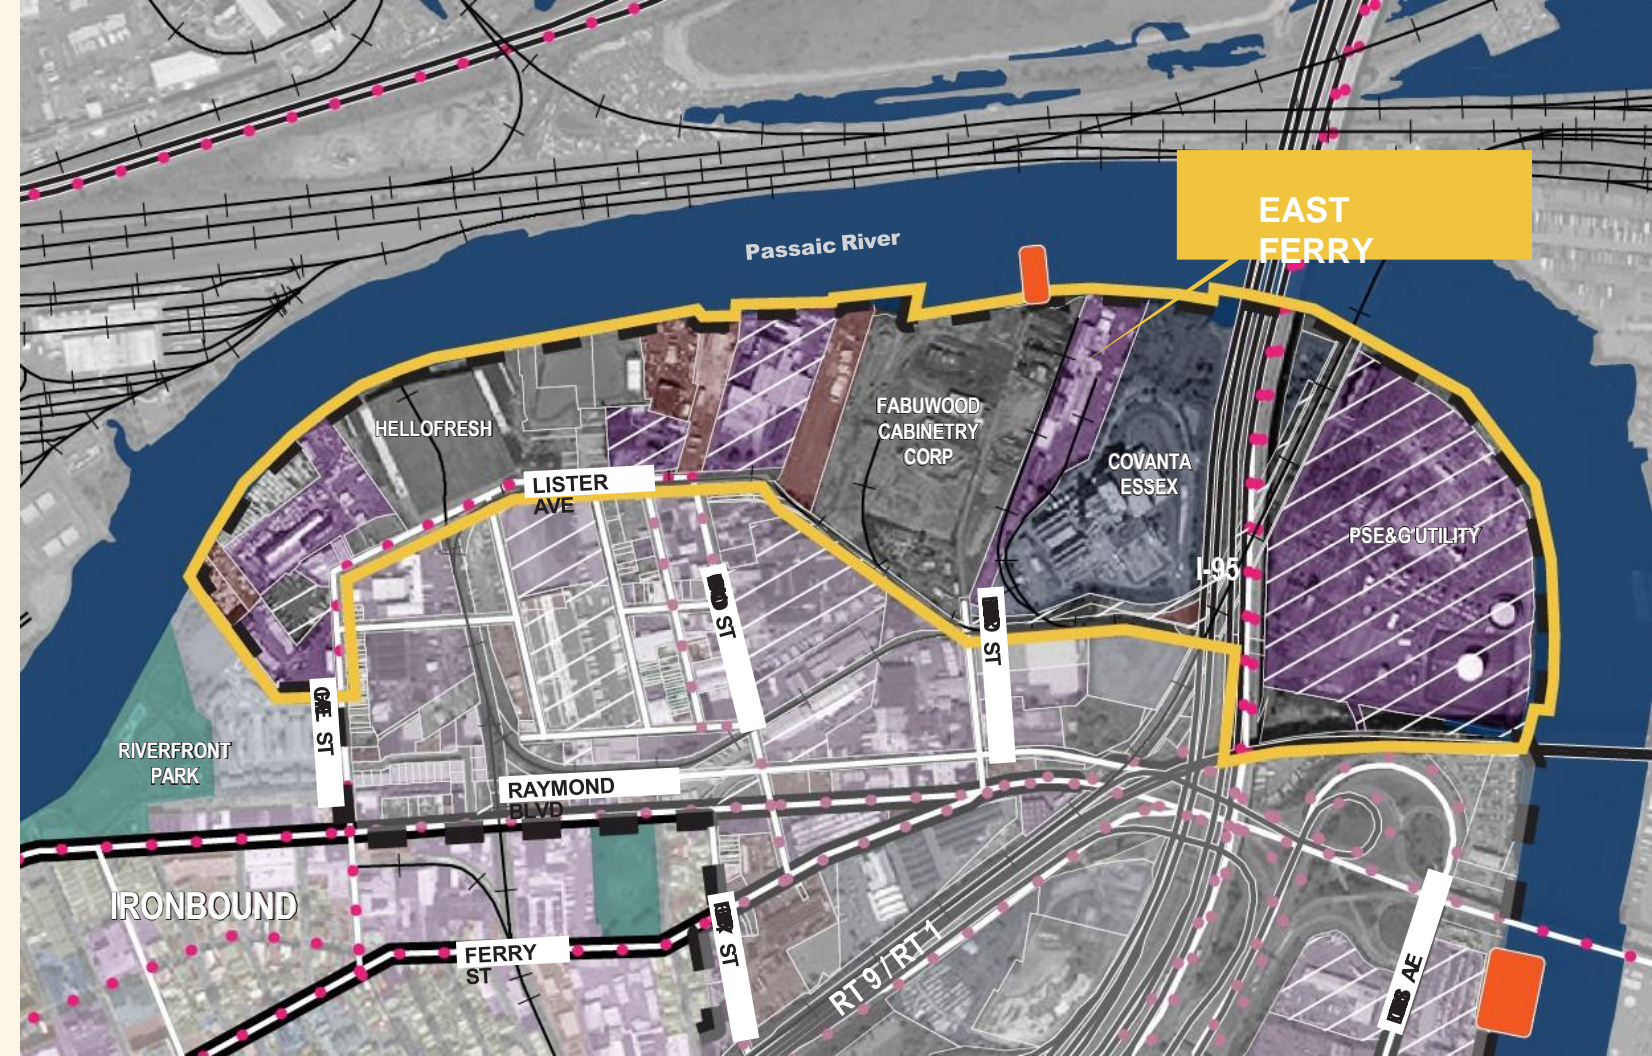 EAST
FERRY
Passaic River
HELLOFRESH
FABUWOOD
CABINETRY
CORP
COVANTA
ESSEX
LISTER
AVE
PSE&G UTILITY
I-95
ST
ST
ST
RIVERFRONT
PARK
RAYMOND
BLVD
IRONBOUND
FERRY
ST
ST
RT 9 / RT 1